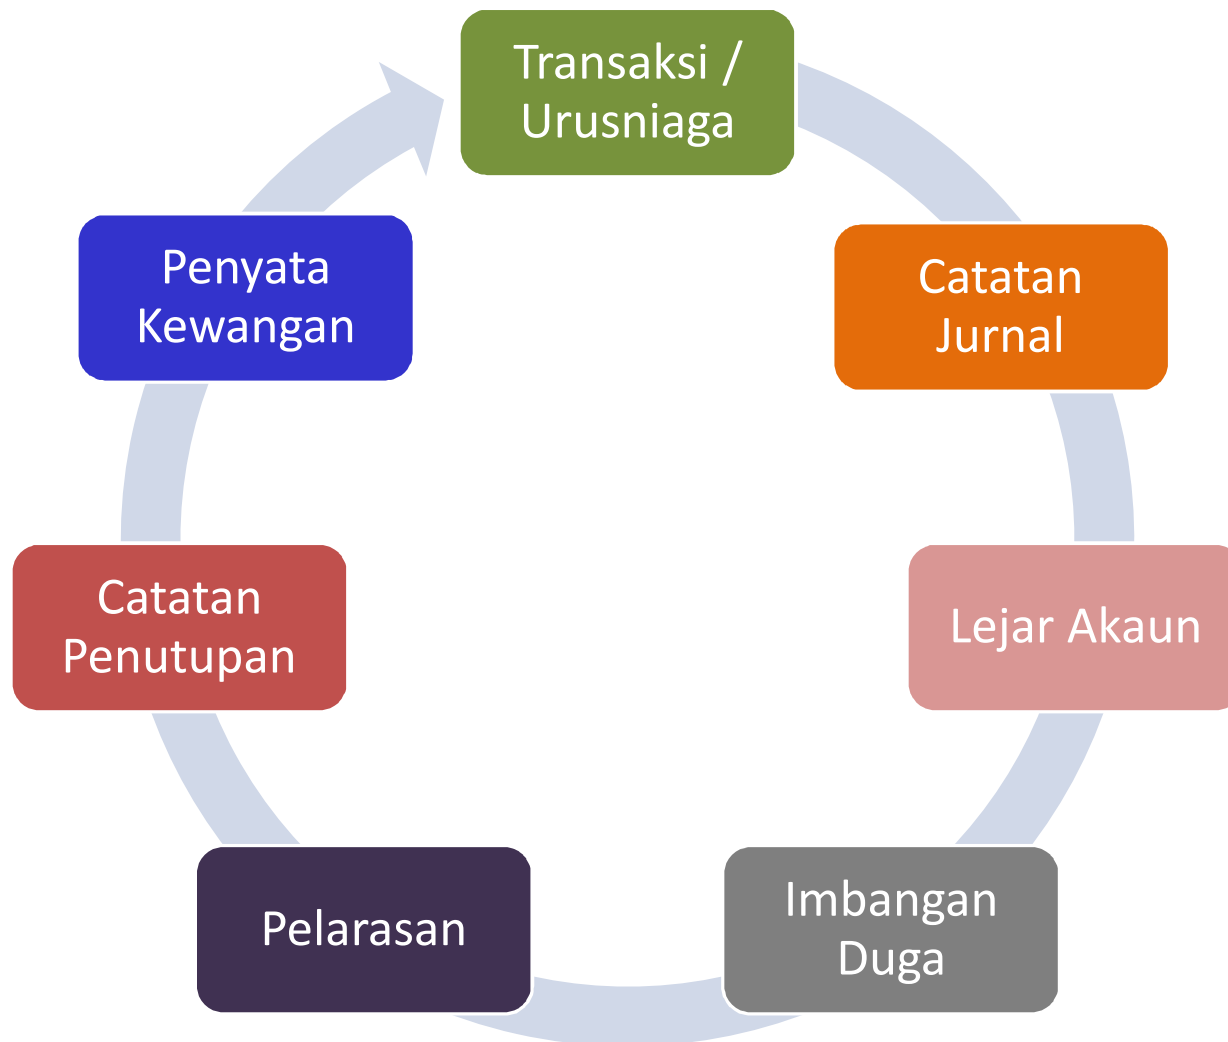 Transaksi /
Urusniaga
Catatan
Jurnal
Lejar Akaun
Imbangan
Duga
Pelarasan
Catatan
Penutupan
Penyata
Kewangan